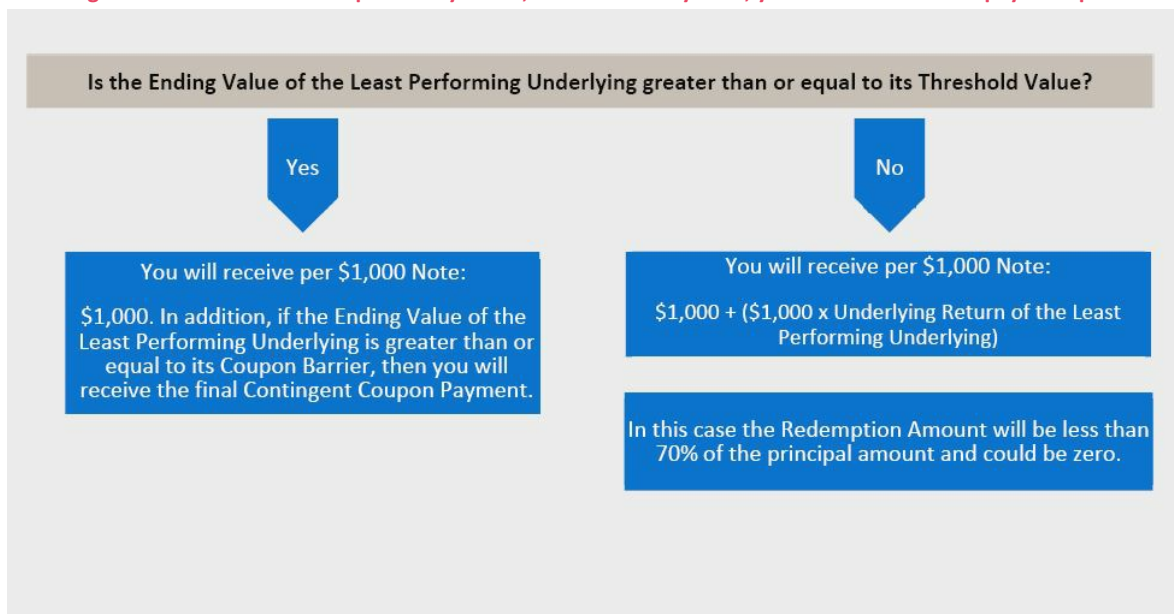 Is the Ending Value of the Least Performing Underlying greater than or equal to its Threshold Value?
Yes
No
You will receive per $1,000 Note:
$1,000. In addition, if the Ending Value of the
Least Performing Underlying is greater than or
equal to its Coupon Barrier, then you will
receive the final Contingent Coupon Payment.
You will receive per $1,000 Note:
$1,000 + ($1,000 x Underlying Return of the Least
Performing Underlying)
In this case the Redemption Amount will be less than
70% of the principal amount and could be zero.